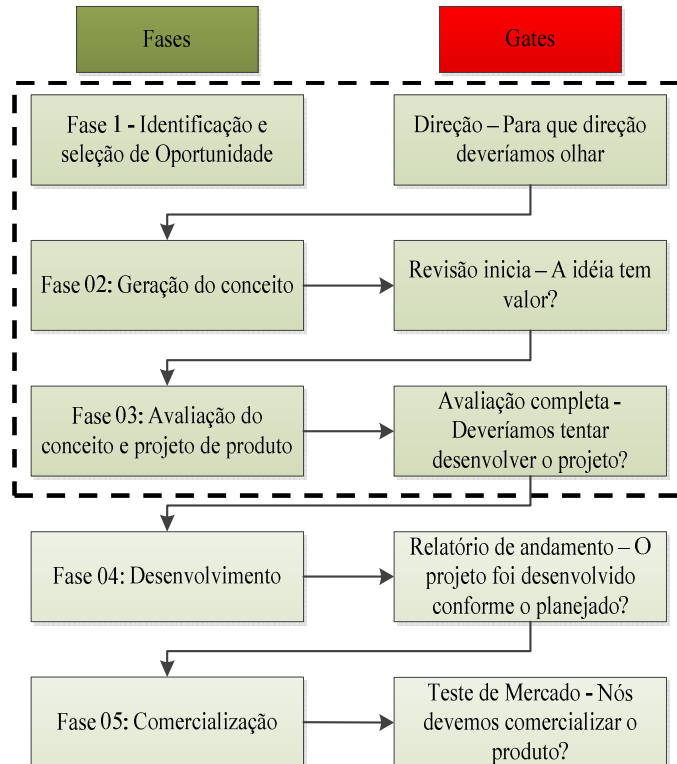 Fases
Gates
Fase 1 - Identificação e
seleção de Oportunidade
Direção – Para que direção
deveríamos olhar
Fase 02: Geração do conceito
Revisão inicia – A idéia tem
valor?
Fase 03: Avaliação do
conceito e projeto de produto
Avaliação completa -
Deveríamos tentar
desenvolver o projeto?
Fase 04: Desenvolvimento
Relatório de andamento – O
projeto foi desenvolvido
conforme o planejado?
Fase 05: Comercialização
Teste de Mercado - Nós
devemos comercializar o
produto?